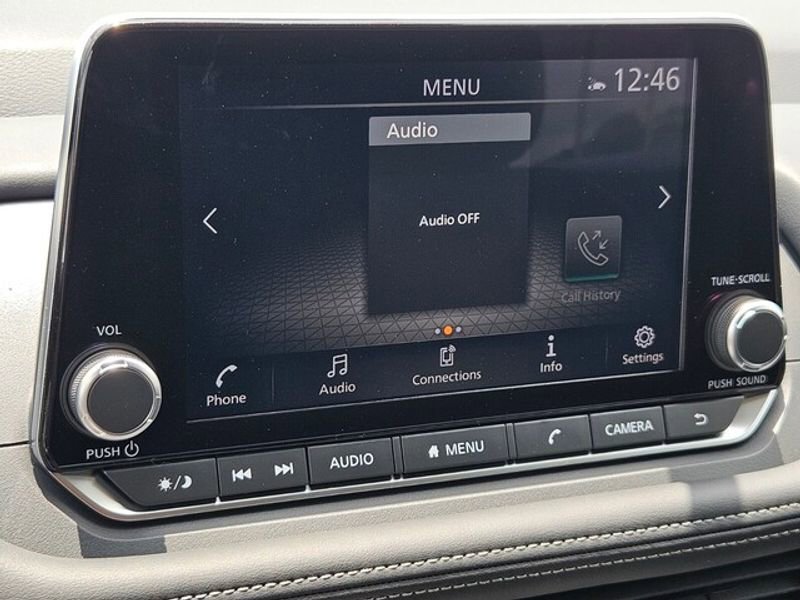 MENU
12:46
Audio
Audio OFF
Call History
VOL
TUNE·SCROLL
Phone
Audio
Connections
Info
Settings
PUSH
PUSH SOUND
AUDIO
MENU
CAMERA